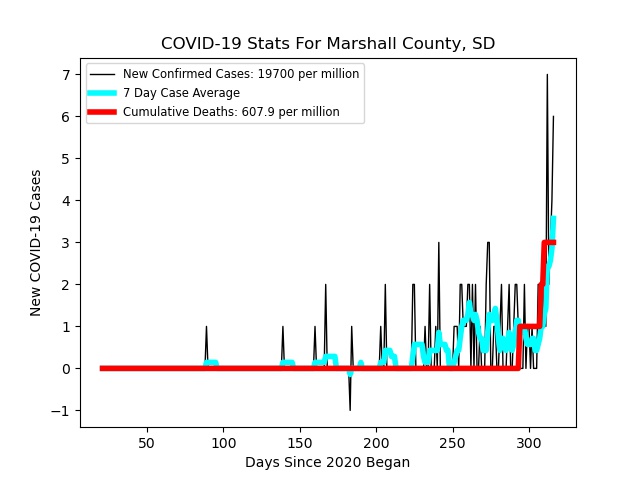 COVID-19 Stats For Marshall County, SD
New Confirmed Cases: 19700 per million
7 Day Case Average
Cumulative Deaths: 607.9 per million
New COVID-19 Cases
7
6
5
4
3
2
1
0
−1
50 100 150 200 250 300
Days Since 2020 Began